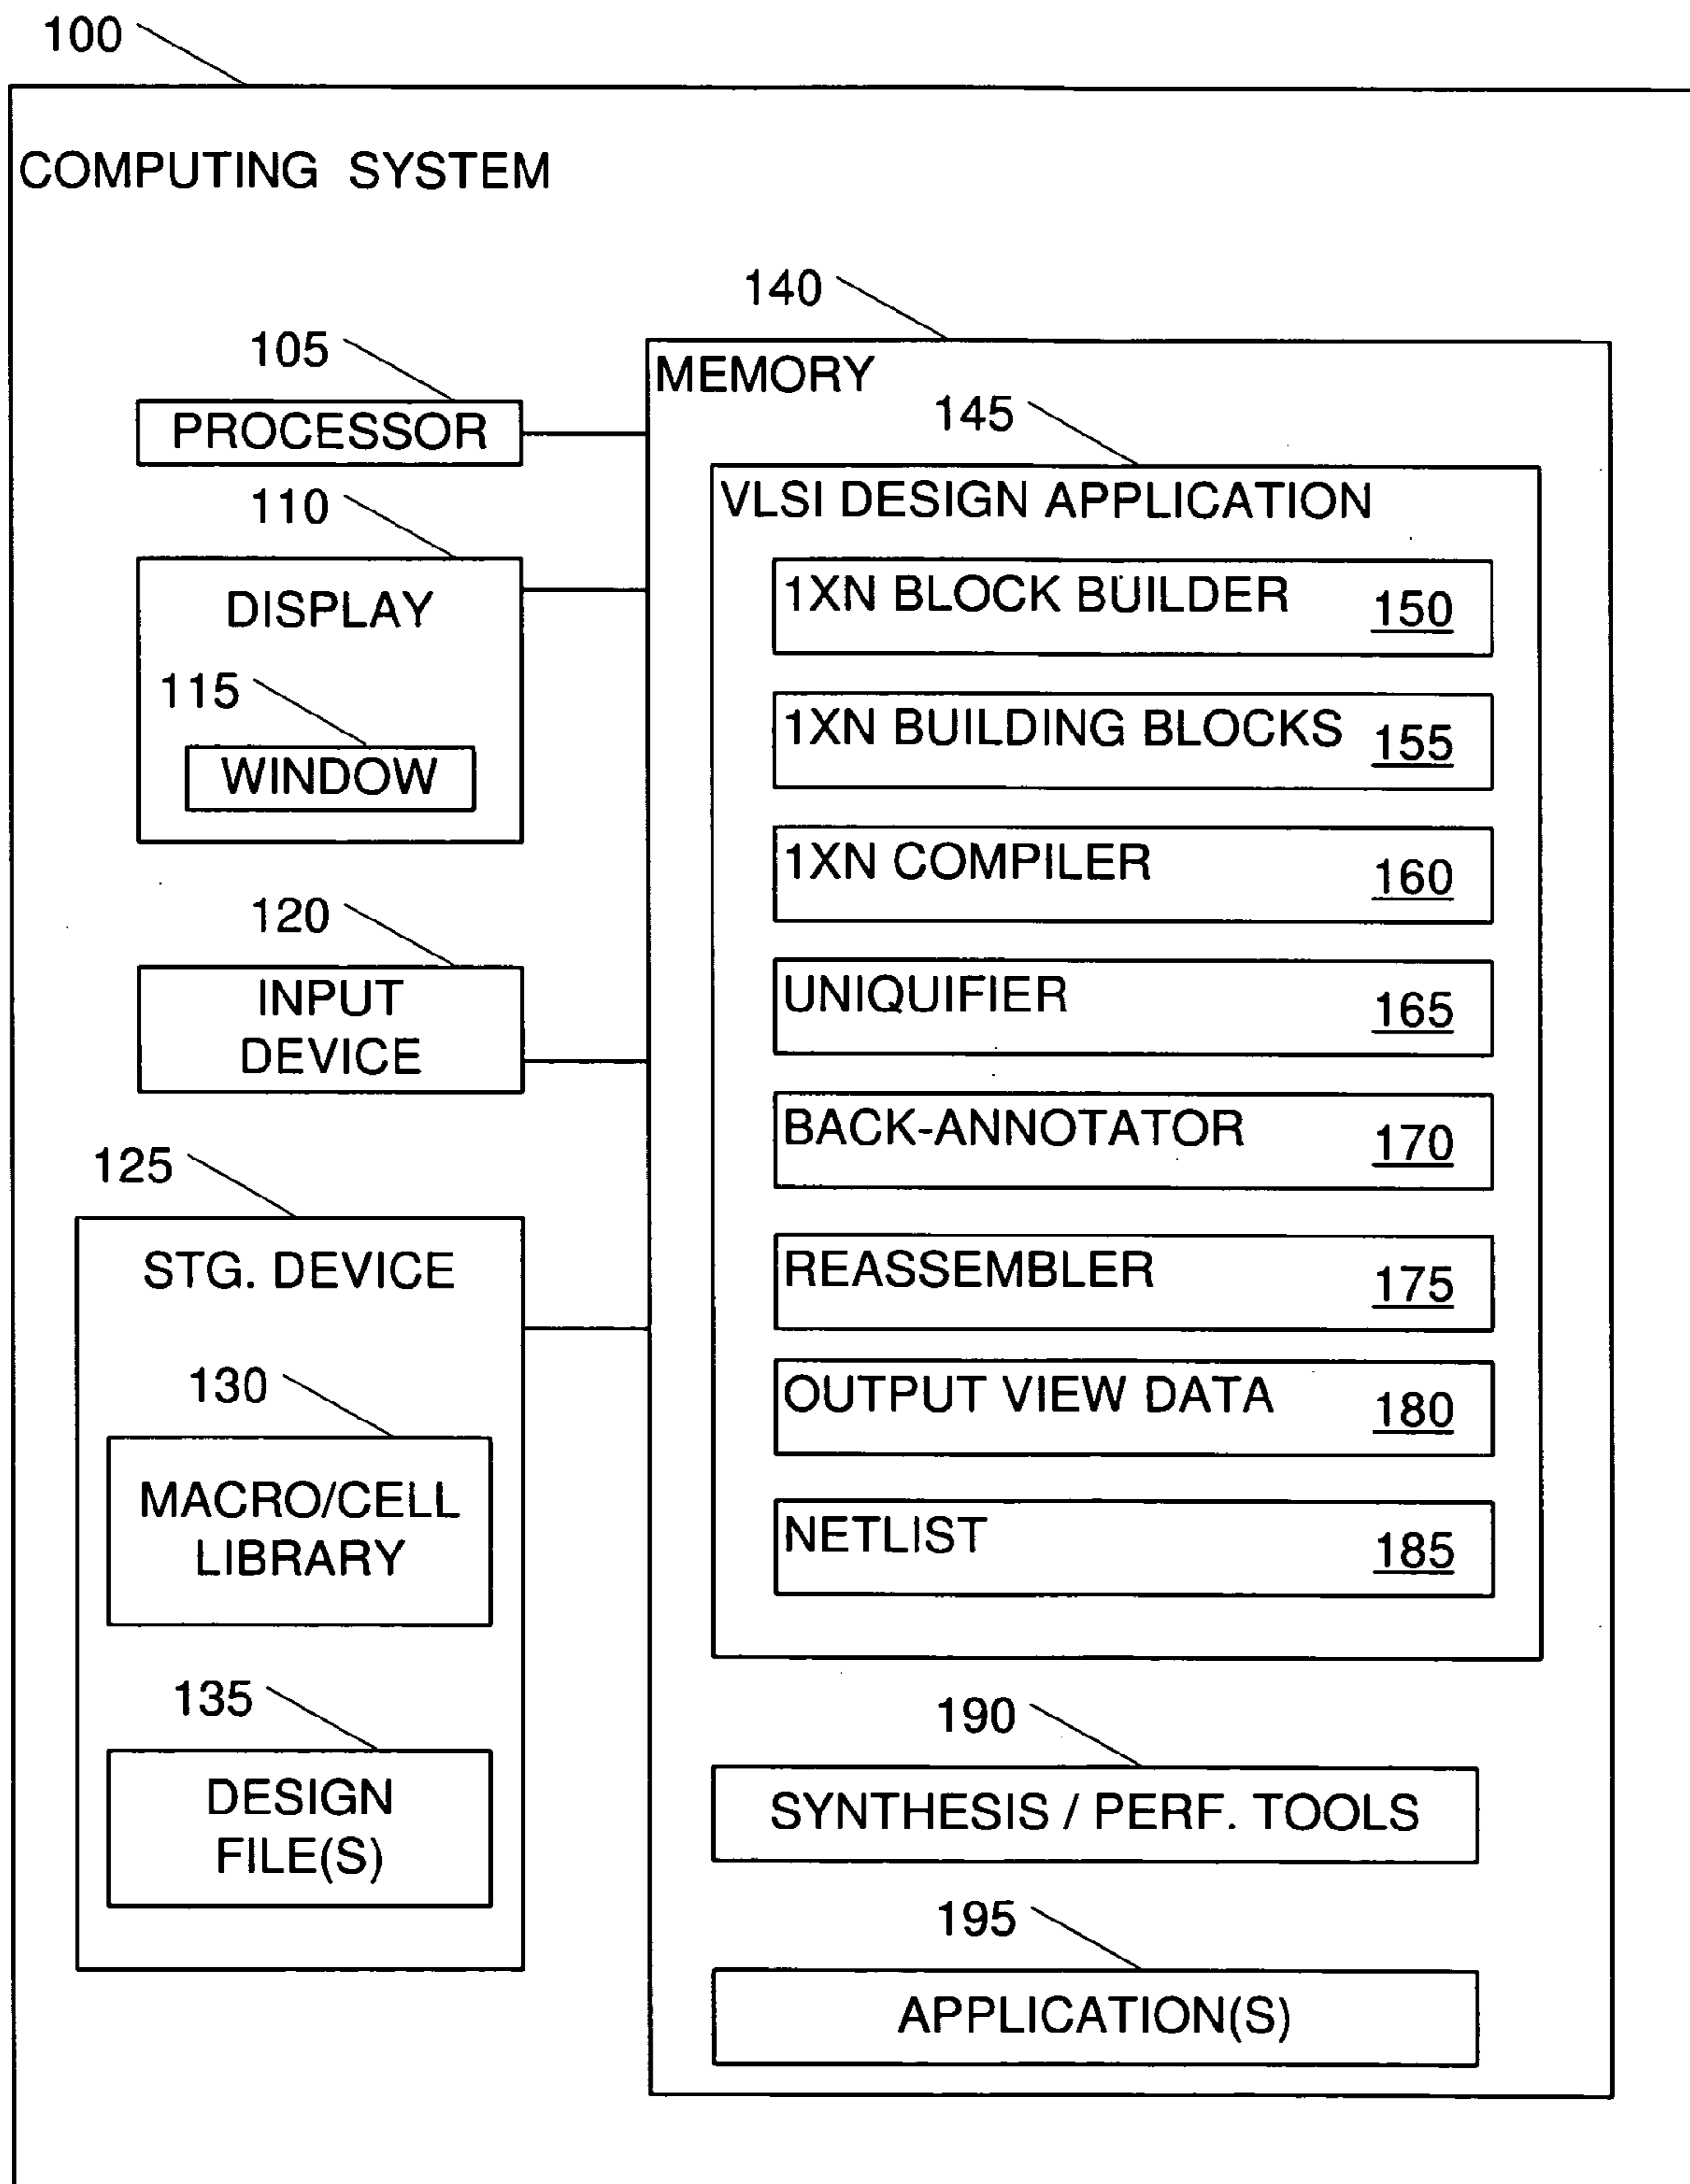 100
COMPUTING SYSTEM
105
PROCESSOR
110
DISPLAY
115
WINDOW
120
INPUT
DEVICE
125
STG. DEVICE
130
MACRO/CELL
LIBRARY
135
DESIGN
FILE(S)
140
MEMORY
145
VLSI DESIGN APPLICATION
1XN BLOCK BUILDER 150
1XN BUILDING BLOCKS 155
1XN COMPILER 160
UNIQUIFIER 165
BACK-ANNOTATOR 170
REASSEMBLER 175
OUTPUT VIEW DATA 180
NETLIST 185
190
SYNTHESIS / PERF. TOOLS
195
APPLICATION(S)